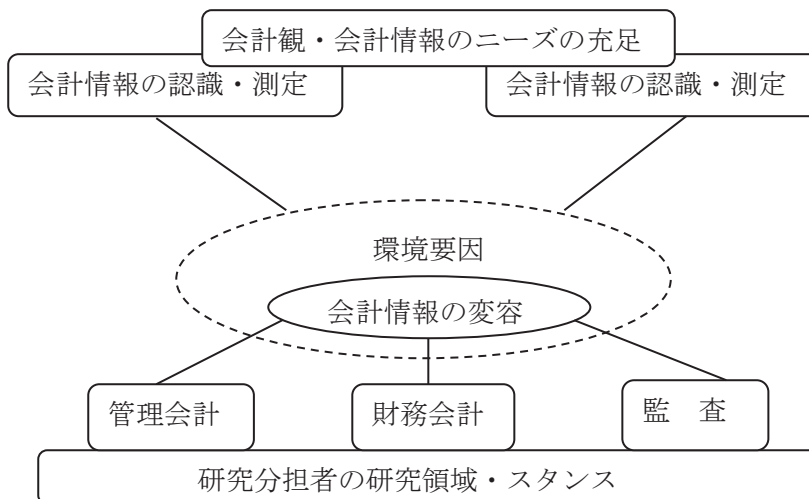 会計観・会計情報のニーズの充足
会計情報の認識・測定
会計情報の認識・測定
環境要因
会計情報の変容
管理会計
財務会計
監　査
研究分担者の研究領域・スタンス